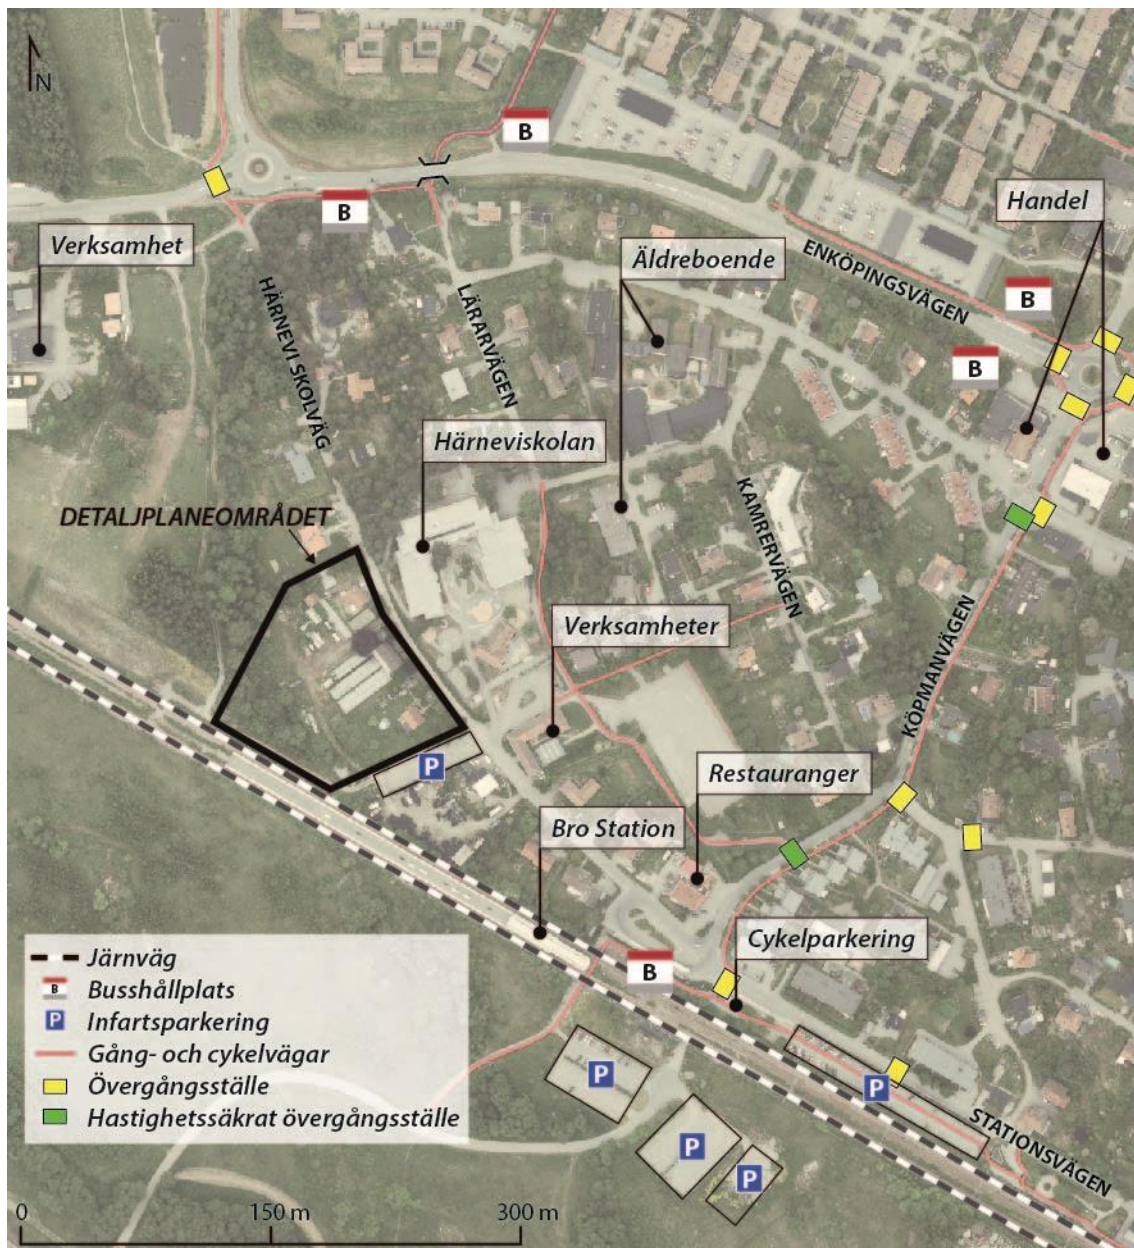 N
B
B
Handel
Verksamhet
Äldreboende
ENKÖPINGSVÄGEN
HÄRNEVI SKOLVÄG
LÄRARVÄGEN
B
B
Härneviskolan
KAMRERVÄGEN
DETALJPLANEOMRÅDET
Verksamheter
KÖPMANVÄGEN
P
Restauranger
Bro Station
Cykelparkering
B
P
P
P
P
STATIONSVÄGEN
Järnväg
B Busshållplats
P Infartsparkering
Gång- och cykelvägar
Övergångsställe
Hastighetssäkrat övergångsställe
0 150 m 300 m